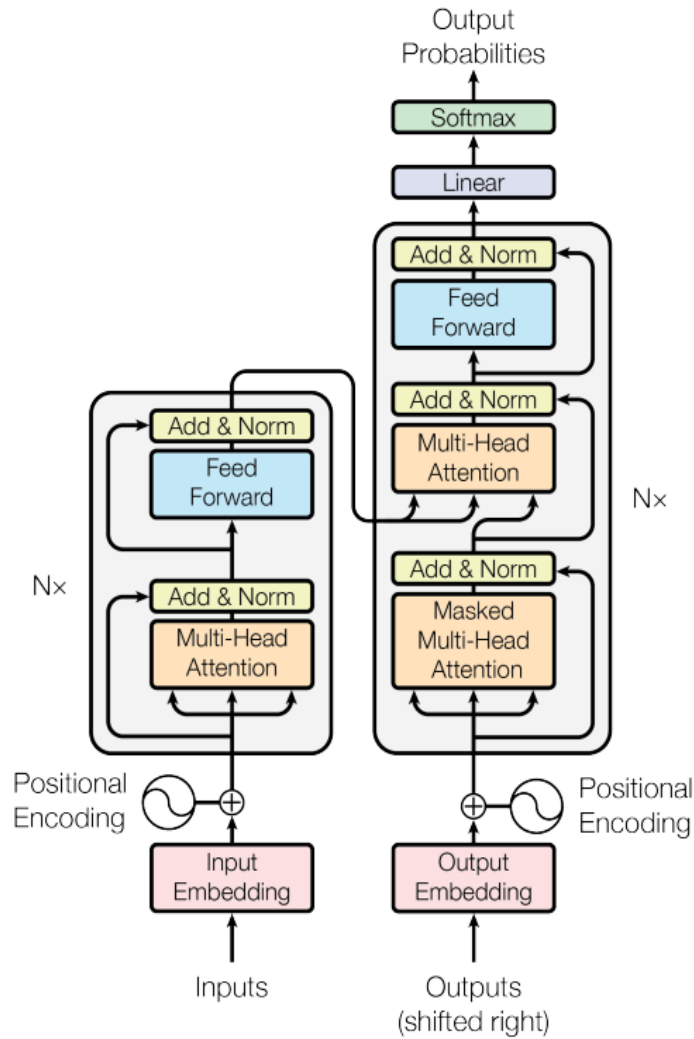 Output
Probabilities
Softmax
Linear
Add & Norm
Feed
Forward
Add & Norm
Multi-Head
Attention
Nx
Add & Norm
Masked
Multi-Head
Attention
Add & Norm
Feed
Forward
Nx
Add & Norm
Multi-Head
Attention
Positional
Encoding
Positional
Encoding
Input
Embedding
Output
Embedding
Inputs
Outputs
(shifted right)